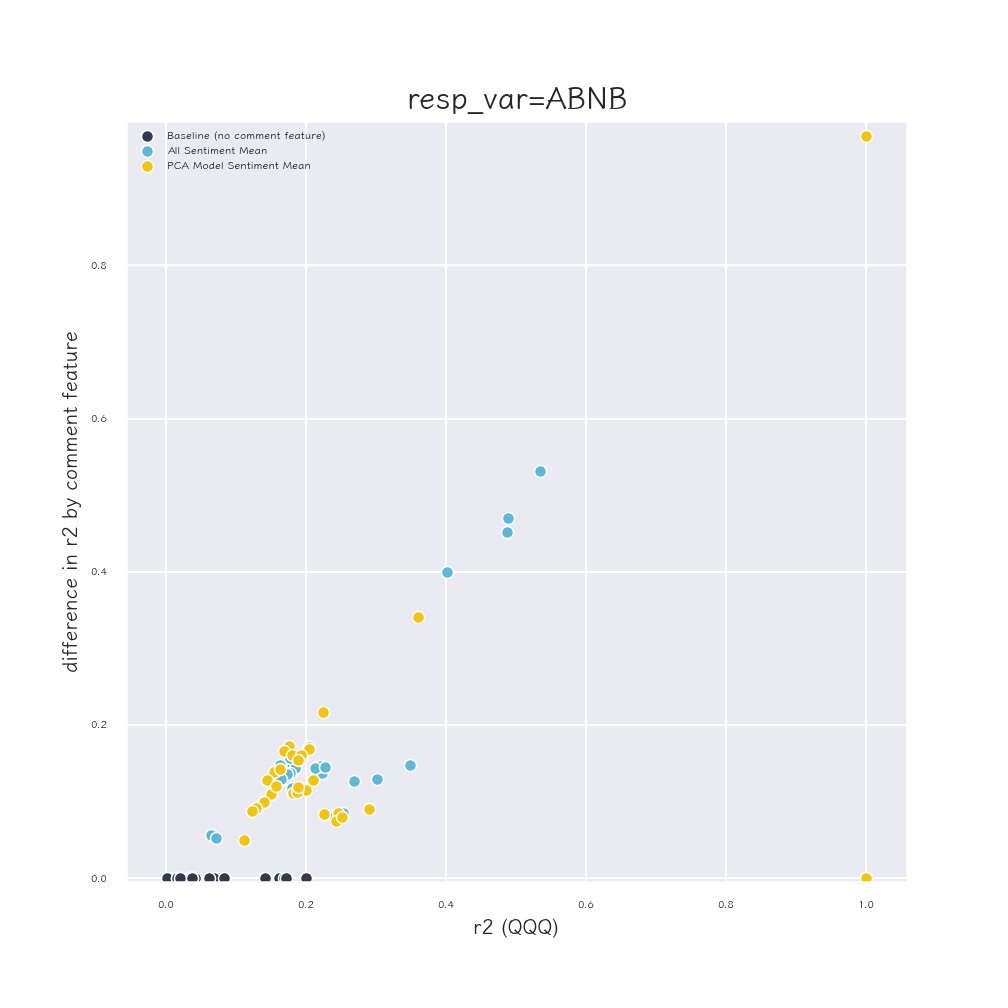 resp_var=ABNB
Baseline (no comment feature)
All Sentiment Mean
PCA Model Sentiment Mean
difference in r2 by comment feature
0.8
0.6
0.4
0.2
0.0
0.0 0.2 0.4 0.6 0.8 1.0
r2 (QQQ)